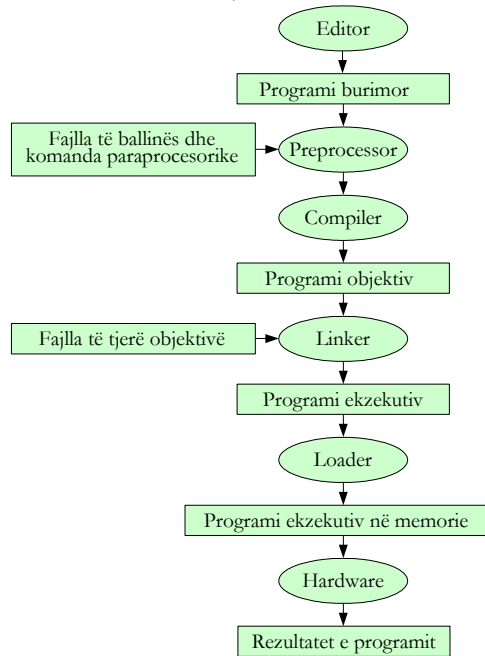 Editor
Programi burimor
Fajlla të ballinës dhe
komanda paraprocesorike
Preprocessor
Compiler
Programi objektiv
Fajlla të tjerë objektivë
Linker
Programi ekzekutiv
Loader
Programi ekzekutiv në memorie
Hardware
Rezultatet e programit